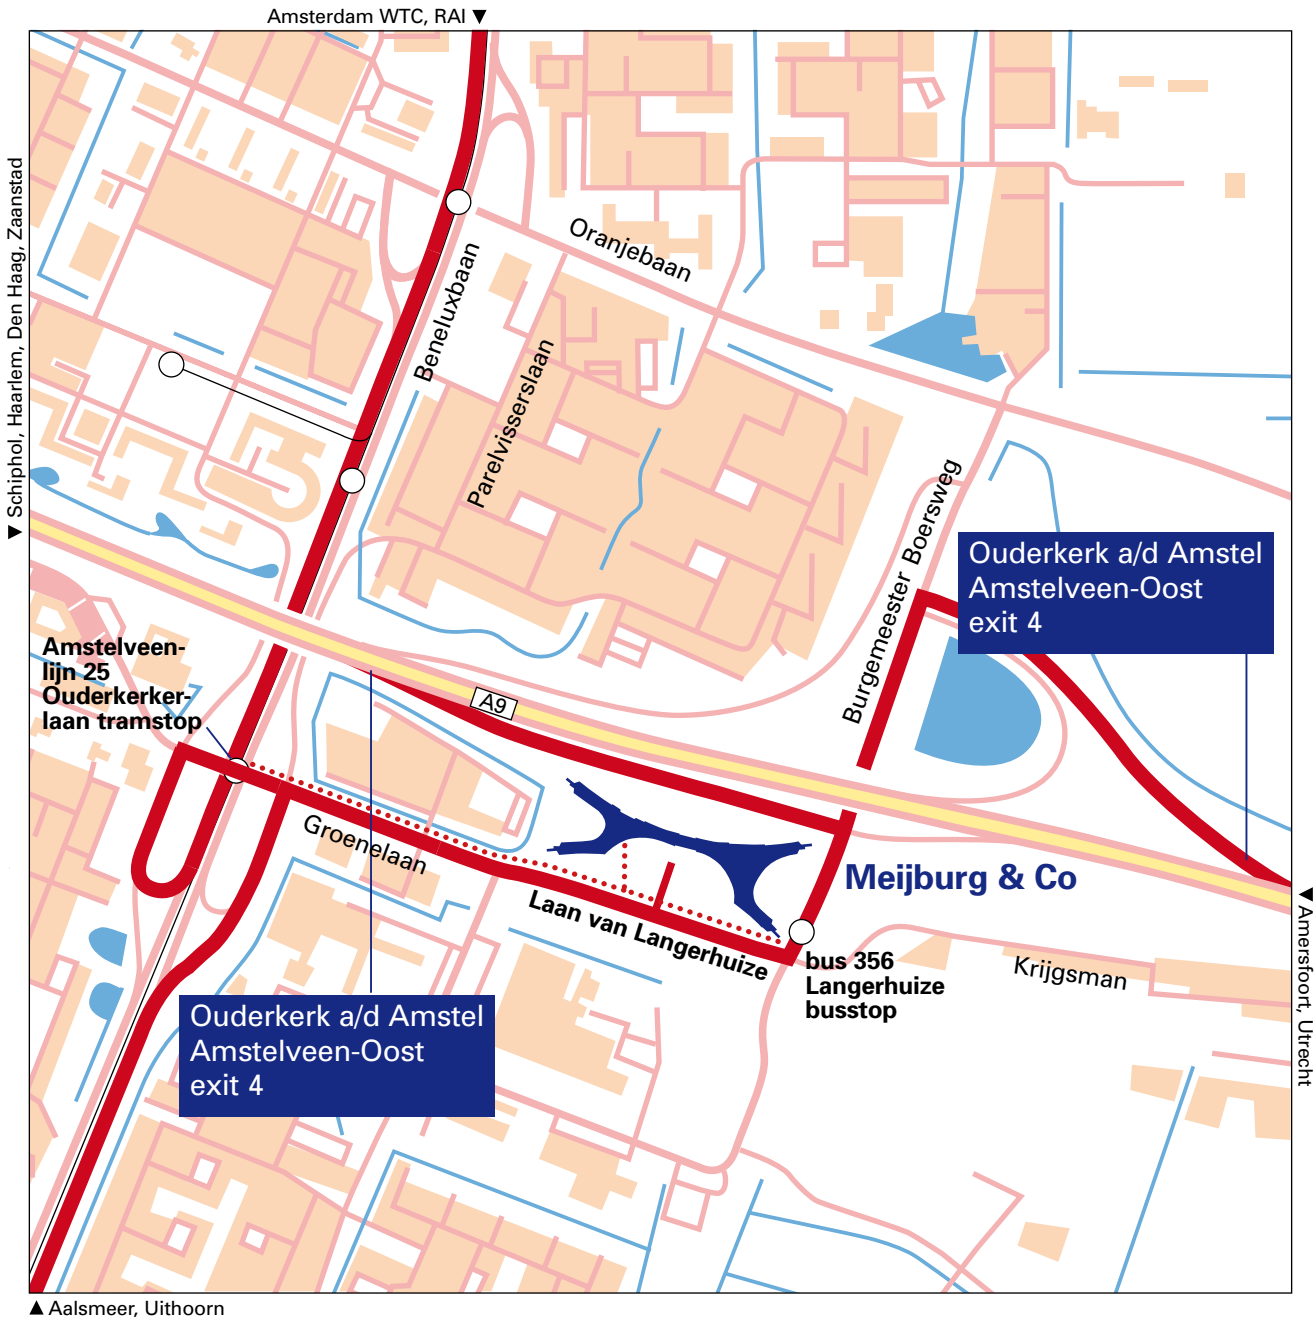 Amsterdam WTC, RAI ▼
▼ Schiphol, Haarlem, Den Haag, Zaanstad
Oranjebaan
Beneluxbaan
Parelvisserslaan
Burgemeester Boersweg
Ouderkerk a/d Amstel
Amstelveen-Oost
exit 4
Amstelveen-
lijn 25
Ouderkerker-
laan tramstop
A9
Groenelaan
Meijburg & Co
Laan van Langerhuize
bus 356
Langerhuize
busstop
Krijgsman
▲ Amersfoort, Utrecht
Ouderkerk a/d Amstel
Amstelveen-Oost
exit 4
▲ Aalsmeer, Uithoorn